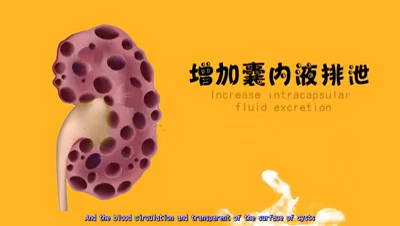 增加囊内液排泄
Increase intracapsular
fluid excretion
And the blood circulation and transparent of the surface of cysts